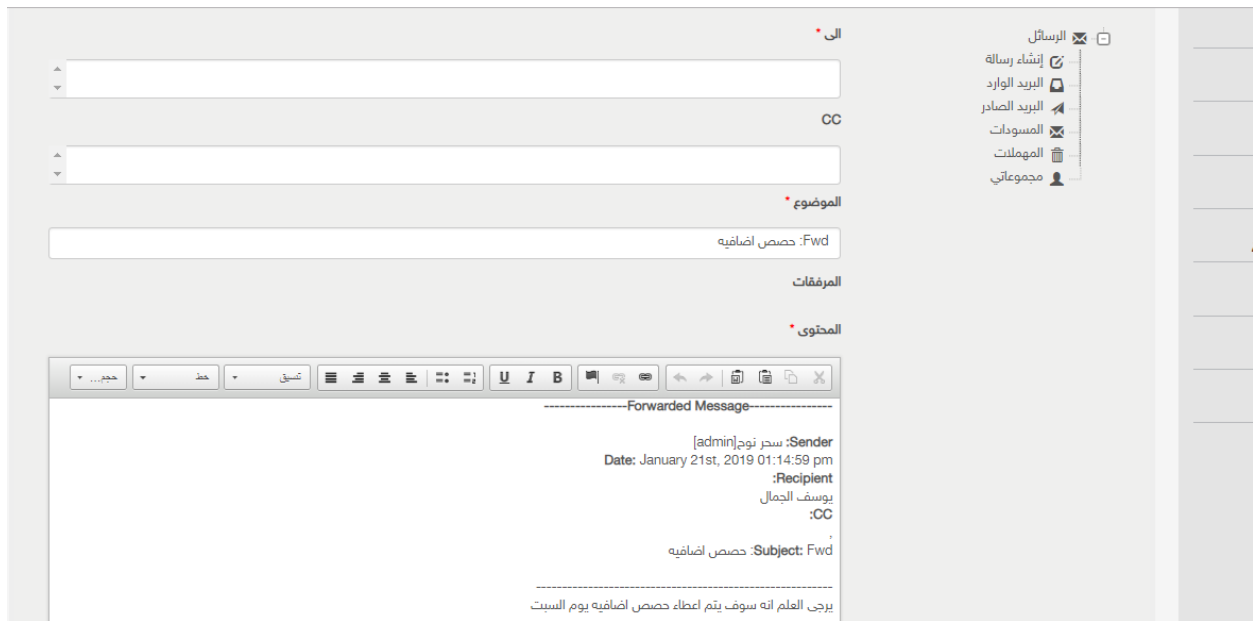 الرسائل
إنشاء رسالة
البريد الوارد
البريد الصادر
المسودات
المهملات
مجموعاتي
الى *
CC
الموضوع *
Fwd: حصص اضافيه
المرفقات
المحتوى *
B I U تنسيق خط حجم...
----------------Forwarded Message----------------
Sender: سحر نوح[admin]
Date: January 21st, 2019 01:14:59 pm
Recipient:
يوسف الجمال
CC:
,
Subject: Fwd: حصص اضافيه
---------------------------------------------------------
يرجى العلم انه سوف يتم اعطاء حصص اضافيه يوم السبت